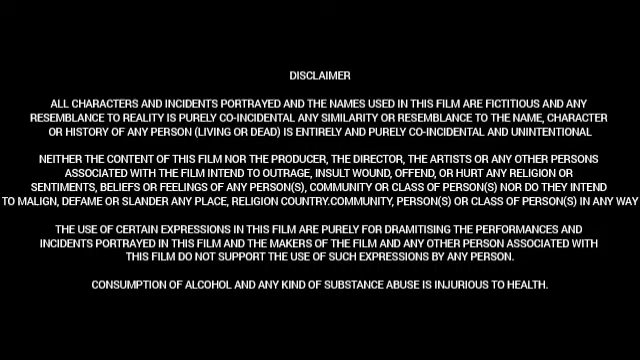 DISCLAIMER
ALL CHARACTERS AND INCIDENTS PORTRAYED AND THE NAMES USED IN THIS FILM ARE FICTITIOUS AND ANY
RESEMBLANCE TO REALITY IS PURELY CO-INCIDENTAL ANY SIMILARITY OR RESEMBLANCE TO THE NAME, CHARACTER
OR HISTORY OF ANY PERSON (LIVING OR DEAD) IS ENTIRELY AND PURELY CO-INCIDENTAL AND UNINTENTIONAL
NEITHER THE CONTENT OF THIS FILM NOR THE PRODUCER, THE DIRECTOR, THE ARTISTS OR ANY OTHER PERSONS
ASSOCIATED WITH THE FILM INTEND TO OUTRAGE, INSULT WOUND, OFFEND, OR HURT ANY RELIGION OR
SENTIMENTS, BELIEFS OR FEELINGS OF ANY PERSON(S), COMMUNITY OR CLASS OF PERSON(S) NOR DO THEY INTEND
TO MALIGN, DEFAME OR SLANDER ANY PLACE, RELIGION COUNTRY.COMMUNITY, PERSON(S) OR CLASS OF PERSON(S) IN ANY WAY
THE USE OF CERTAIN EXPRESSIONS IN THIS FILM ARE PURELY FOR DRAMITISING THE PERFORMANCES AND
INCIDENTS PORTRAYED IN THIS FILM AND THE MAKERS OF THE FILM AND ANY OTHER PERSON ASSOCIATED WITH
THIS FILM DO NOT SUPPORT THE USE OF SUCH EXPRESSIONS BY ANY PERSON.
CONSUMPTION OF ALCOHOL AND ANY KIND OF SUBSTANCE ABUSE IS INJURIOUS TO HEALTH.